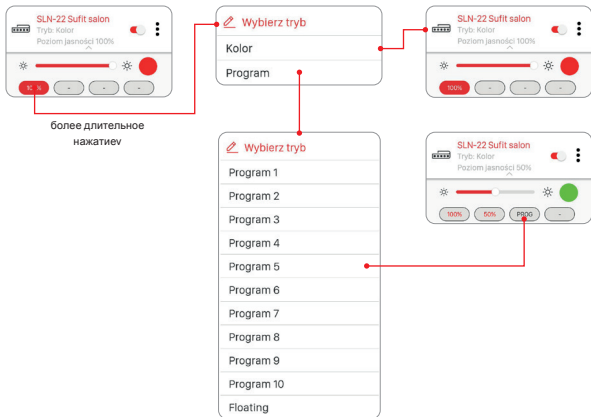 SLN-22 Sufit salon
Tryb: Kolor
Poziom jasności 100%
100%
-
-
-
более длительное
нажатиеv
Wybierz tryb
Kolor
Program
SLN-22 Sufit salon
Tryb: Kolor
Poziom jasności 100%
100%
-
-
-
Wybierz tryb
Program 1
Program 2
Program 3
Program 4
Program 5
Program 6
Program 7
Program 8
Program 9
Program 10
Floating
SLN-22 Sufit salon
Tryb: Kolor
Poziom jasności 50%
100%
50%
PROG
-